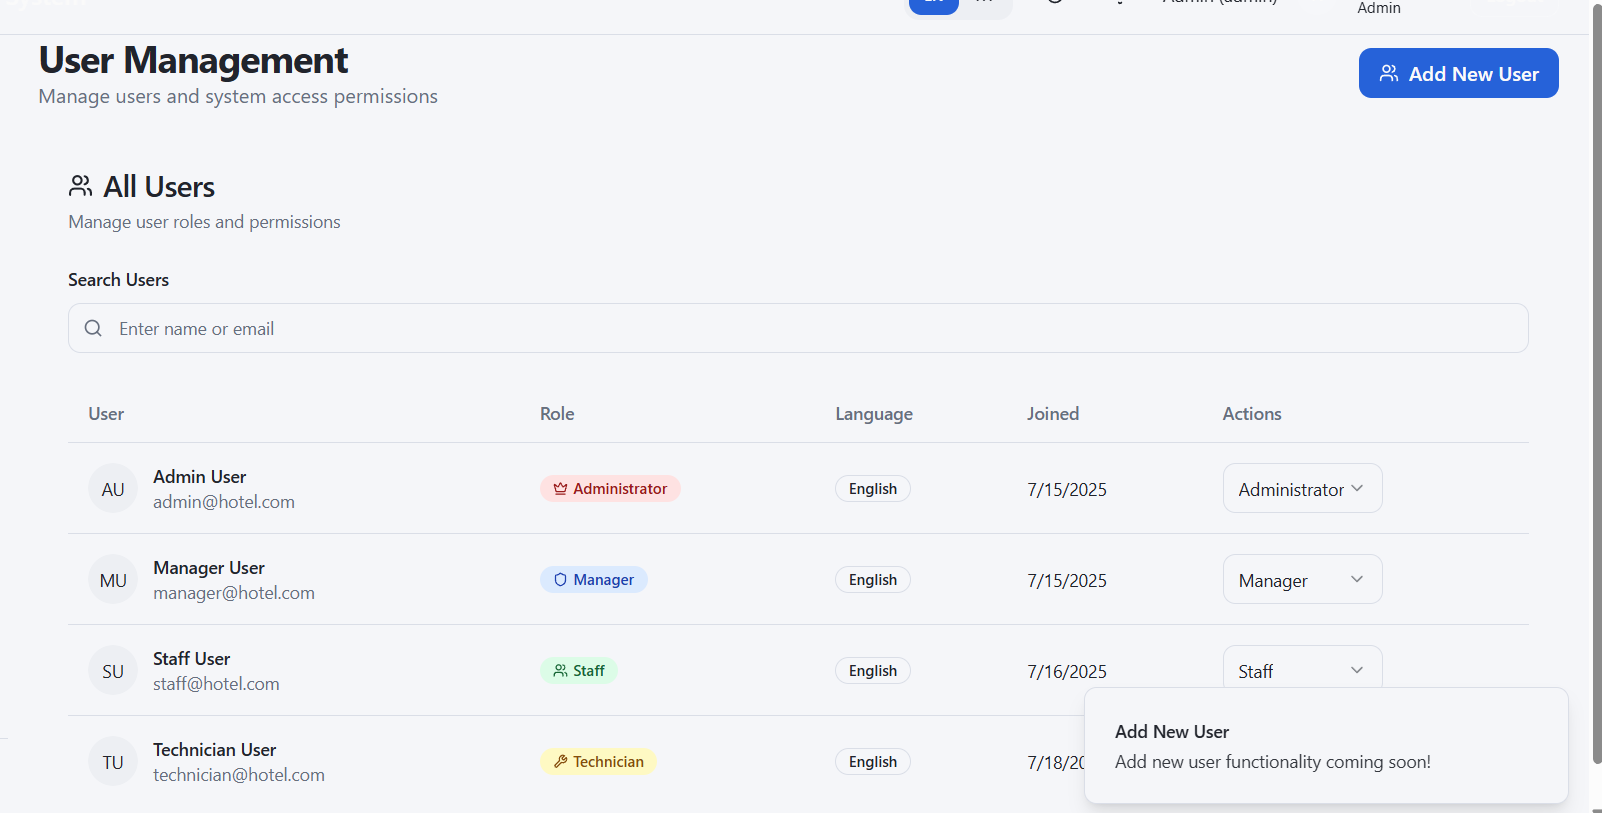 Admin (admin)
Admin
User Management
Manage users and system access permissions
Add New User
All Users
Manage user roles and permissions
Search Users
Enter name or email
User Role Language Joined Actions
AU Admin User admin@hotel.com Administrator English 7/15/2025 Administrator
MU Manager User manager@hotel.com Manager English 7/15/2025 Manager
SU Staff User staff@hotel.com Staff English 7/16/2025 Staff
TU Technician User technician@hotel.com Technician English 7/18/20
Add New User
Add new user functionality coming soon!